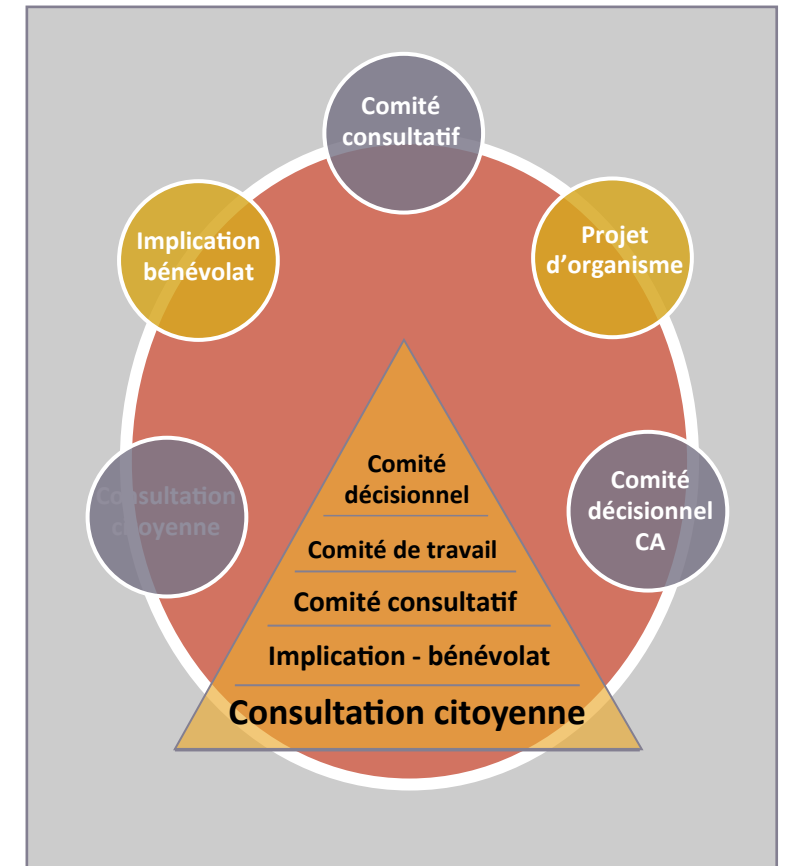 Comité
consultatif
Implication
bénévolat
Projet
d’organisme
Consultation
citoyenne
Comité
décisionnel
CA
Comité
décisionnel
Comité de travail
Comité consultatif
Implication - bénévolat
Consultation citoyenne